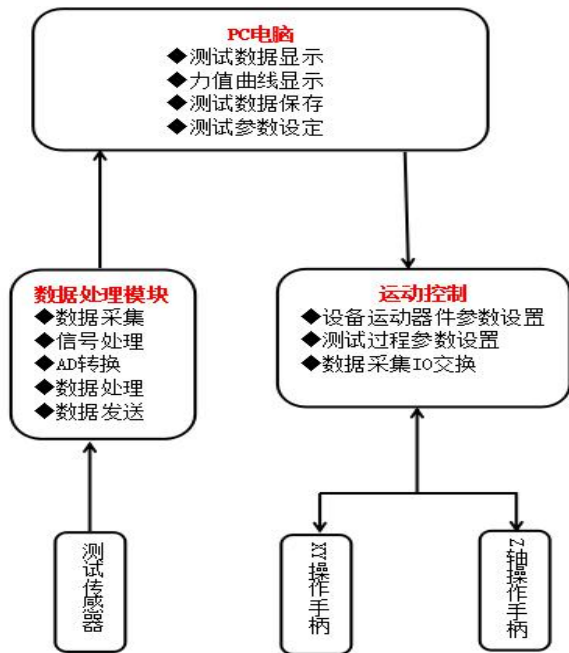 PC电脑
◆测试数据显示
◆力值曲线显示
◆测试数据保存
◆测试参数设定
数据处理模块
◆数据采集
◆信号处理
◆AD转换
◆数据处理
◆数据发送
运动控制
◆设备运动器件参数设置
◆测试过程参数设置
◆数据采集IO交换
测试传感器
XY操作手柄
Z轴操作手柄